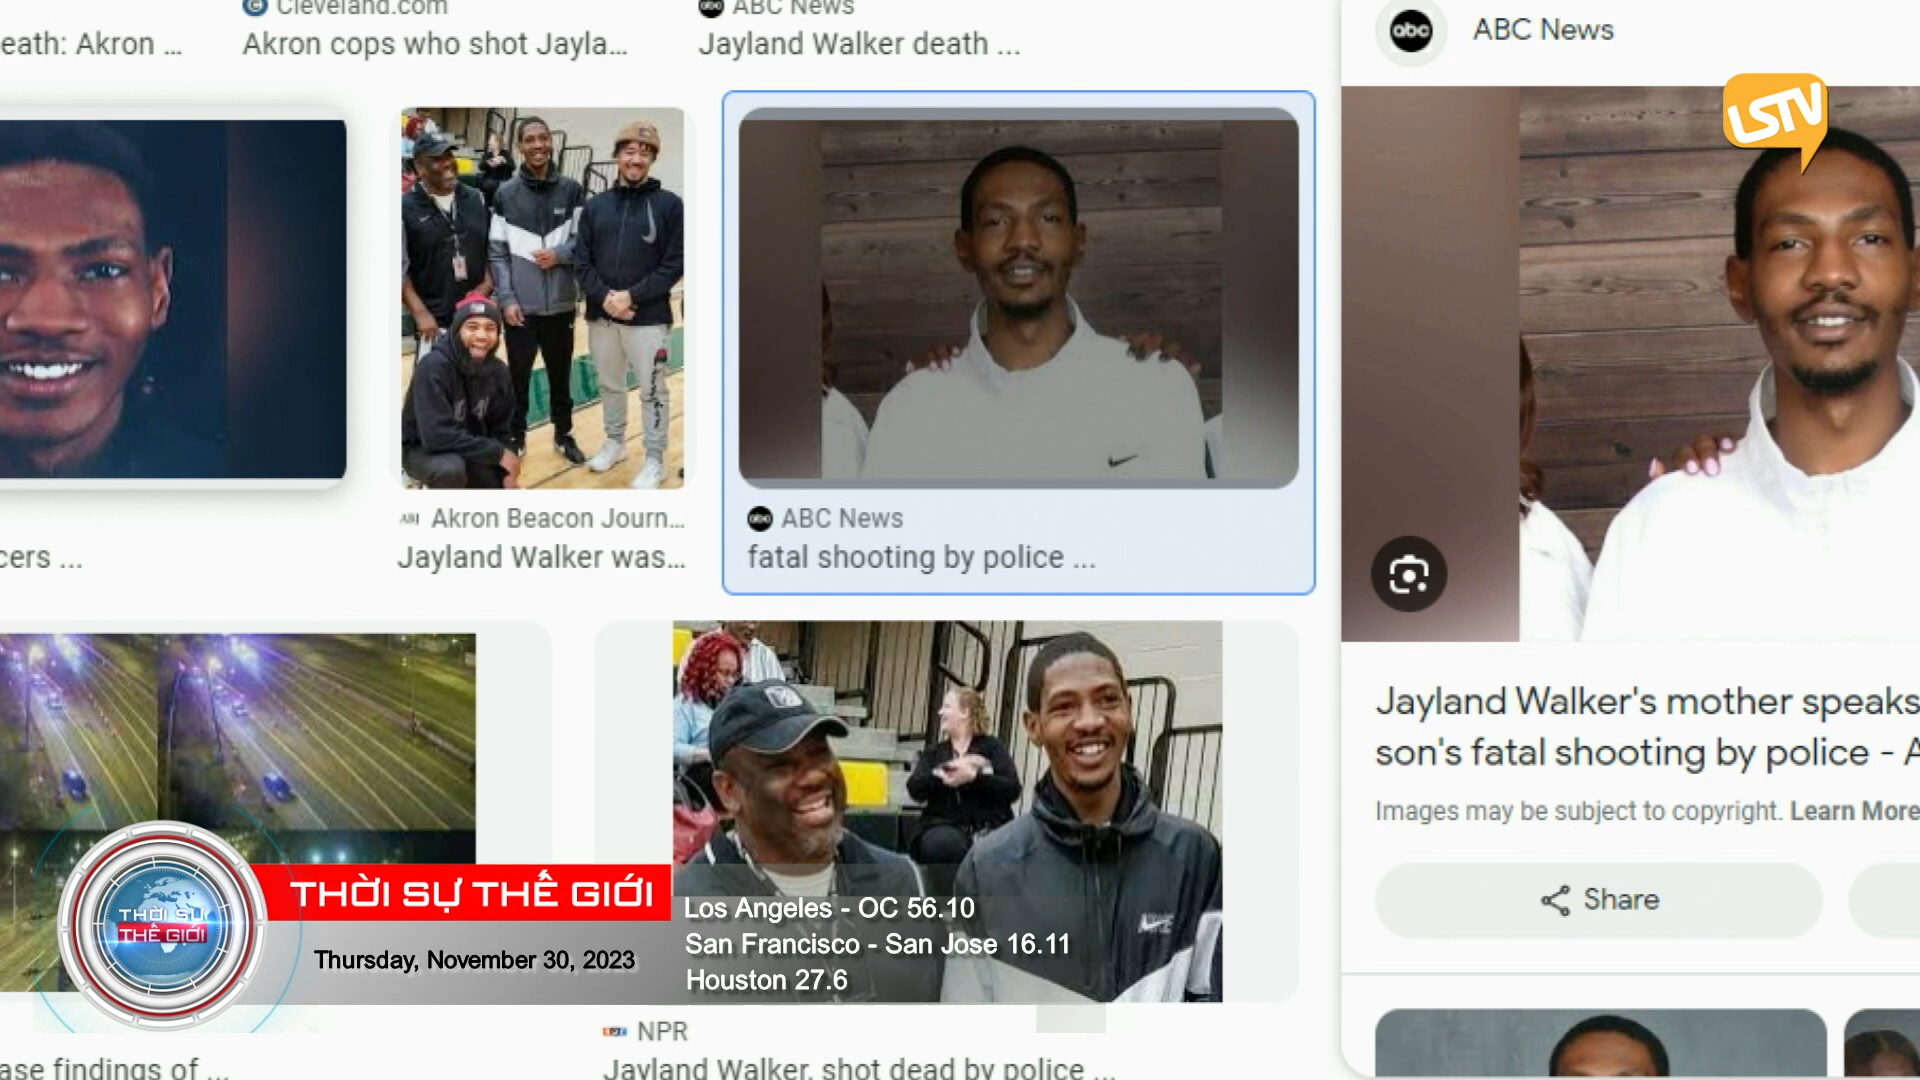 Cleveland.com
ABC News
eath: Akron ...
Akron cops who shot Jayla...
Jayland Walker death ...
abc
ABC News
LSTV
Akron Beacon Journ...
abc
ABC News
cers ...
Jayland Walker was...
fatal shooting by police ...
Jayland Walker's mother speaks
son's fatal shooting by police - A
Images may be subject to copyright. Learn More
Share
THỜI SỰ THẾ GIỚI
THỜI SỰ
THẾ GIỚI
Thursday, November 30, 2023
Los Angeles - OC 56.10
San Francisco - San Jose 16.11
Houston 27.6
NPR
ase findings of ...
Jayland Walker, shot dead by police ...